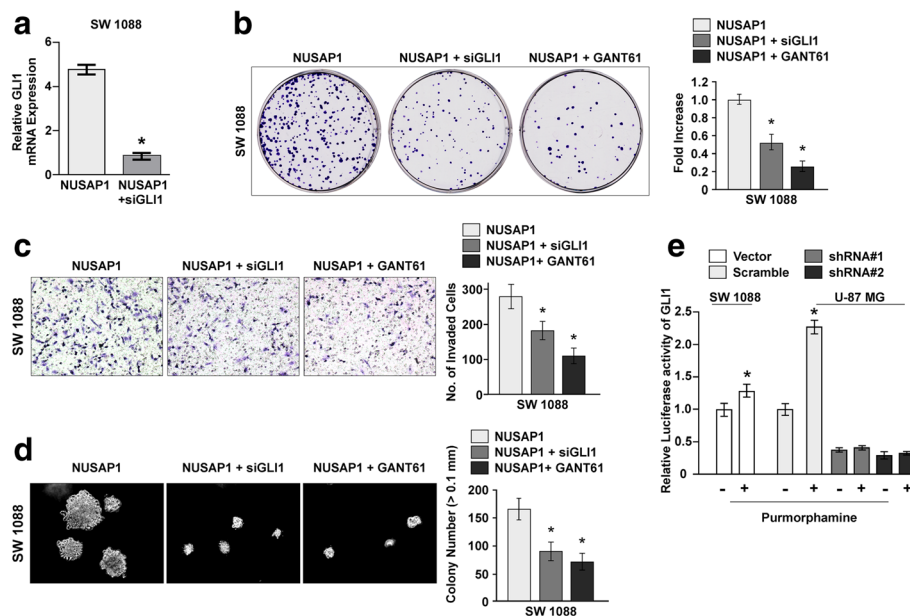 a
SW 1088
Relative GLI1
mRNA Expression
6
4
2
0
*
NUSAP1
NUSAP1
+siGLI1
b
NUSAP1
NUSAP1 + siGLI1
NUSAP1 + GANT61
SW 1088
NUSAP1
NUSAP1 + siGLI1
NUSAP1 + GANT61
Fold Increase
1.0
0.8
0.6
0.4
0.2
0
*
*
SW 1088
c
NUSAP1
NUSAP1 + siGLI1
NUSAP1 + GANT61
SW 1088
NUSAP1
NUSAP1 + siGLI1
NUSAP1+ GANT61
No. of Invaded Cells
300
200
100
0
*
*
SW 1088
d
NUSAP1
NUSAP1 + siGLI1
NUSAP1 + GANT61
SW 1088
NUSAP1
NUSAP1 + siGLI1
NUSAP1+ GANT61
Colony Number (> 0.1 mm)
200
150
100
50
0
*
*
SW 1088
e
Vector
Scramble
shRNA#1
shRNA#2
SW 1088
U-87 MG
Relative Luciferase activity of GLI1
2.5
2.0
1.5
1.0
0.5
0
*
*
- + - + - + - +
Purmorphamine